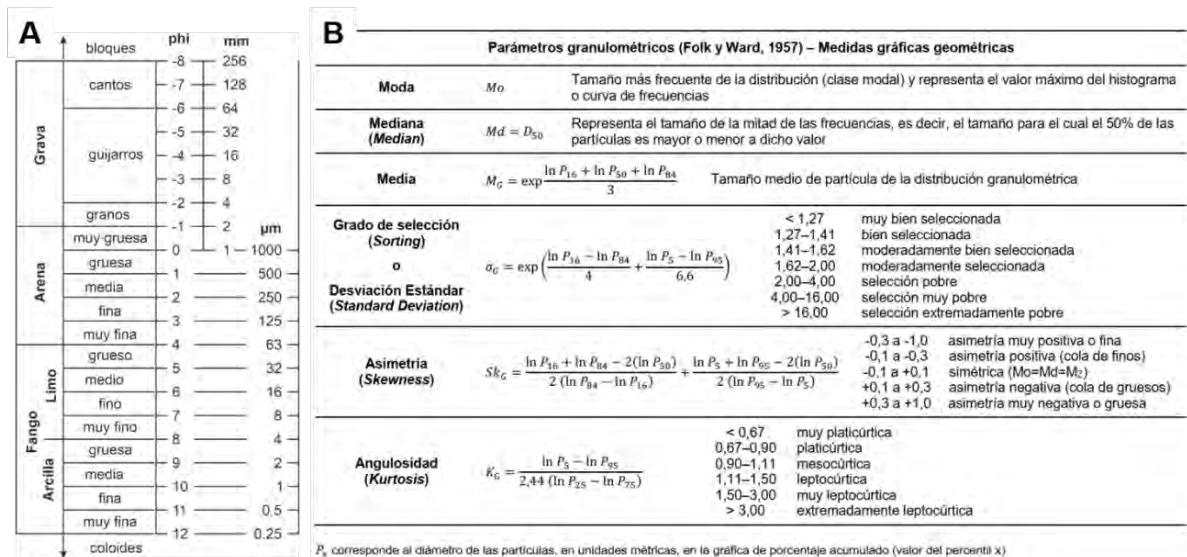 A
phi
mm
bloques
-8
256
cantos
-7
128
-6
64
guijarros
-5
32
-4
16
-3
8
-2
4
granos
-1
2
µm
muy gruesa
0
1
1000
gruesa
1
500
media
2
250
fina
3
125
muy fina
4
63
grueso
5
32
medio
6
16
fino
7
8
muy fino
8
4
gruesa
9
2
media
10
1
fina
11
0.5
muy fina
12
0.25
coloides
Grava
Arena
Fango
Limo
Arcilla
B
Parámetros granulométricos (Folk y Ward, 1957) – Medidas gráficas geométricas
Moda
Mo
Tamaño más frecuente de la distribución (clase modal) y representa el valor máximo del histograma
o curva de frecuencias
Mediana
(Median)
Md = D₅₀
Representa el tamaño de la mitad de las frecuencias, es decir, el tamaño para el cual el 50% de las
partículas es mayor o menor a dicho valor
Media
M_G = exp (ln P₁₆ + ln P₅₀ + ln P₈₄) / 3
Tamaño medio de partícula de la distribución granulométrica
Grado de selección
(Sorting)
o
Desviación Estándar
(Standard Deviation)
σ_G = exp ( (ln P₁₆ − ln P₈₄) / 4 + (ln P₅ − ln P₉₅) / 6,6 )
< 1,27 muy bien seleccionada
1,27–1,41 bien seleccionada
1,41–1,62 moderadamente bien seleccionada
1,62–2,00 moderadamente seleccionada
2,00–4,00 selección pobre
4,00–16,00 selección muy pobre
> 16,00 selección extremadamente pobre
Asimetría
(Skewness)
Sk_G = (ln P₁₆ + ln P₈₄ − 2(ln P₅₀)) / (2 (ln P₈₄ − ln P₁₆)) + (ln P₅ + ln P₉₅ − 2(ln P₅₀)) / (2 (ln P₉₅ − ln P₅))
-0,3 a -1,0 asimetría muy positiva o fina
-0,1 a -0,3 asimetría positiva (cola de finos)
-0,1 a +0,1 simétrica (Mo=Md=M₂)
+0,1 a +0,3 asimetría negativa (cola de gruesos)
+0,3 a +1,0 asimetría muy negativa o gruesa
Angulosidad
(Kurtosis)
K_G = (ln P₅ − ln P₉₅) / (2,44 (ln P₂₅ − ln P₇₅))
< 0,67 muy platicúrtica
0,67–0,90 platicúrtica
0,90–1,11 mesocúrtica
1,11–1,50 leptocúrtica
1,50–3,00 muy leptocúrtica
> 3,00 extremadamente leptocúrtica
Pₓ corresponde al diámetro de las partículas, en unidades métricas, en la gráfica de porcentaje acumulado (valor del percentil x)